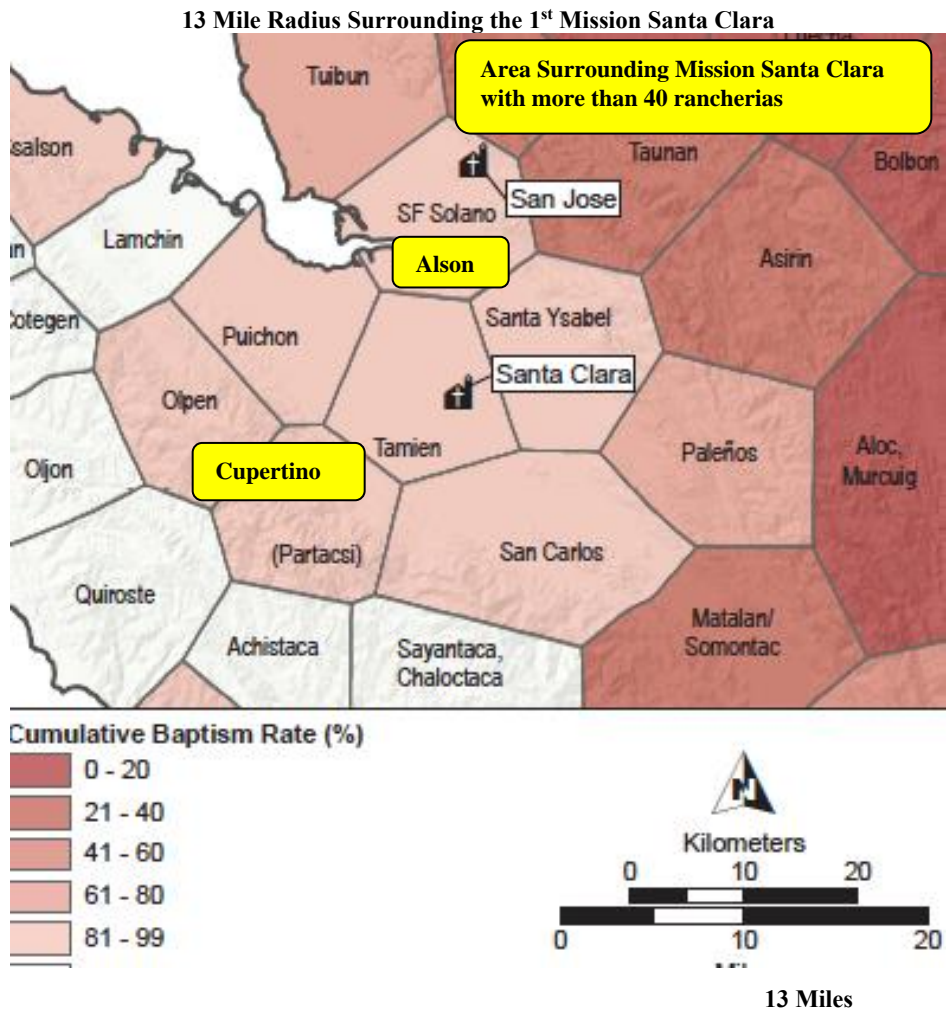 13 Mile Radius Surrounding the 1st Mission Santa Clara
Tuibun
Area Surrounding Mission Santa Clara
with more than 40 rancherias
salson
Taunan
Bolbon
San Jose
SF Solano
Lamchin
Alson
Asirin
Cotegen
Puichon
Santa Ysabel
Santa Clara
Olpen
Tamien
Cupertino
Paleños
Aloc,
Murcuig
Oljon
(Partacsi)
San Carlos
Quiroste
Achistaca
Sayantaca,
Chaloctaca
Matalan/
Somontac
Cumulative Baptism Rate (%)
0 - 20
21 - 40
41 - 60
61 - 80
81 - 99
N
Kilometers
0 10 20
0 10 20
13 Miles